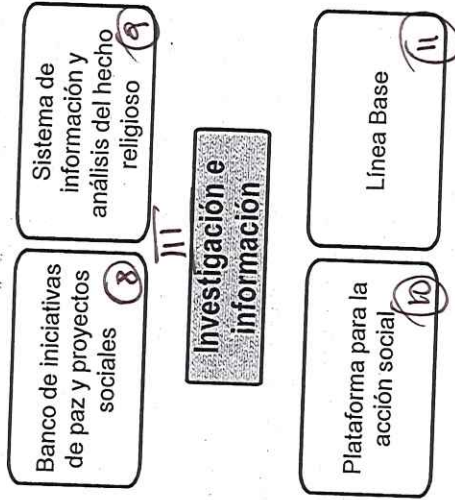 Banco de iniciativas
de paz y proyectos
sociales
8
Sistema de
información y
análisis del hecho
religioso
9
III
Investigación e
información
Plataforma para la
acción social
10
Línea Base
11